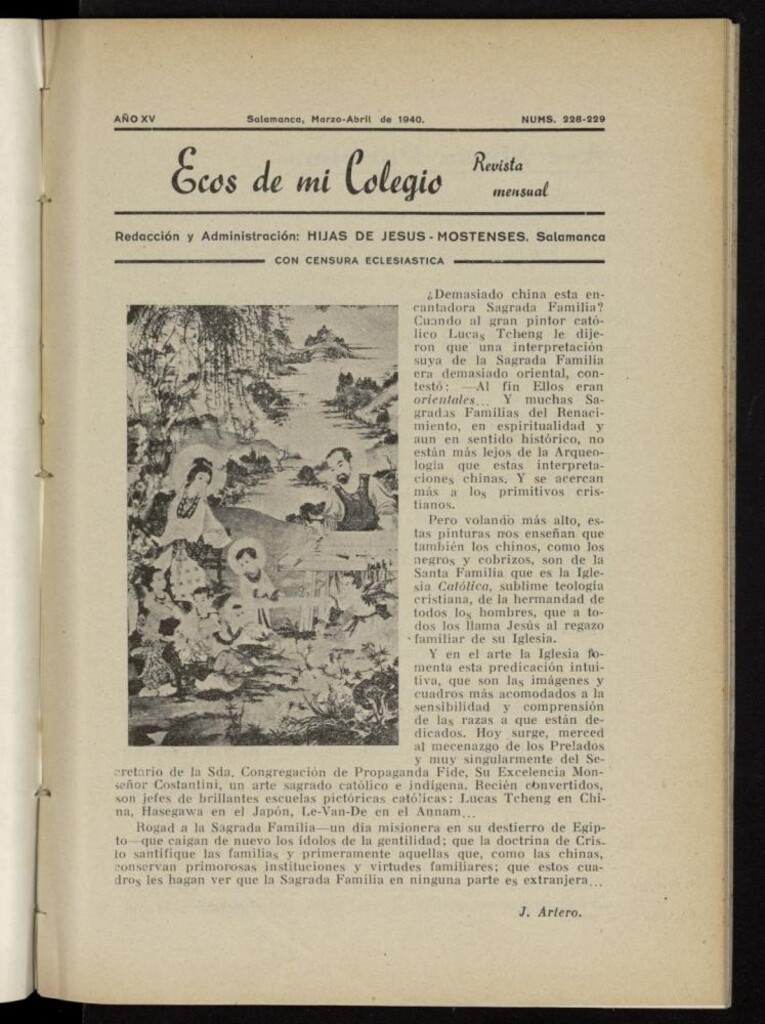 AÑO XV Salamanca, Marzo-Abril de 1940. NUMS. 228-229
Ecos de mi Colegio Revista
mensual
Redacción y Administración: HIJAS DE JESUS - MOSTENSES. Salamanca
CON CENSURA ECLESIASTICA
¿Demasiado china esta en-
cantadora Sagrada Familia?
Cuando al gran pintor cató-
lico Lucas Tcheng le dije-
ron que una interpretación
suya de la Sagrada Familia
era demasiado oriental, con-
testó: —Al fin Ellos eran
orientales... Y muchas Sa-
gradas Familias del Renaci-
miento, en espiritualidad y
aun en sentido histórico, no
están más lejos de la Arqueo-
logía que estas interpreta-
ciones chinas. Y se acercan
más a los primitivos cris-
tianos.
Pero volando más alto, es-
tas pinturas nos enseñan que
también los chinos, como los
negros y cobrizos, son de la
Santa Familia que es la Igle-
sia Católica, sublime teología
cristiana, de la hermandad de
todos los hombres, que a to-
dos los llama Jesús al regazo
familiar de su Iglesia.
Y en el arte la Iglesia fo-
menta esta predicación intui-
tiva, que son las imágenes y
cuadros más acomodados a la
sensibilidad y comprensión
de las razas a que están de-
dicados. Hoy surge, merced
al mecenazgo de los Prelados
y muy singularmente del Se-
cretario de la Sda. Congregación de Propaganda Fide, Su Excelencia Mon-
señor Costantini, un arte sagrado católico e indígena. Recién convertidos,
son jefes de brillantes escuelas pictóricas católicas: Lucas Tcheng en Chi-
na, Hasegawa en el Japón, Le-Van-De en el Annam...
Rogad a la Sagrada Familia—un día misionera en su destierro de Egip-
to—que caigan de nuevo los ídolos de la gentilidad; que la doctrina de Cris.
to santifique las familias y primeramente aquellas que, como las chinas,
conservan primorosas instituciones y virtudes familiares; que estos cua-
dros les hagan ver que la Sagrada Familia en ninguna parte es extranjera...
J. Artero.